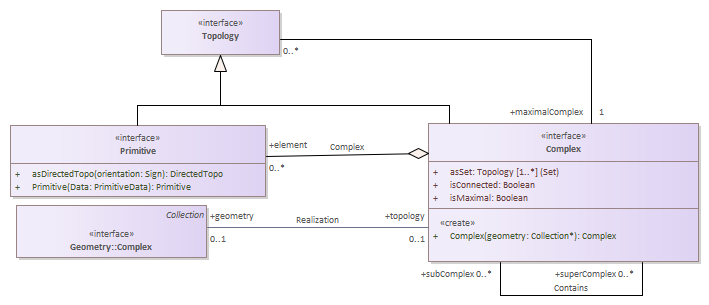 «interface»
Topology
0..*
+maximalComplex 1
«interface»
Primitive
+ asDirectedTopo(orientation: Sign): DirectedTopo
+ Primitive(Data: PrimitiveData): Primitive
+element
Complex
0..*
«interface»
Complex
+ asSet: Topology [1..*] {Set}
+ isConnected: Boolean
+ isMaximal: Boolean
«create»
+ Complex(geometry: Collection*): Complex
Collection
«interface»
Geometry::Complex
+geometry
Realization
+topology
0..1
0..1
+subComplex 0..*
+superComplex 0..*
Contains